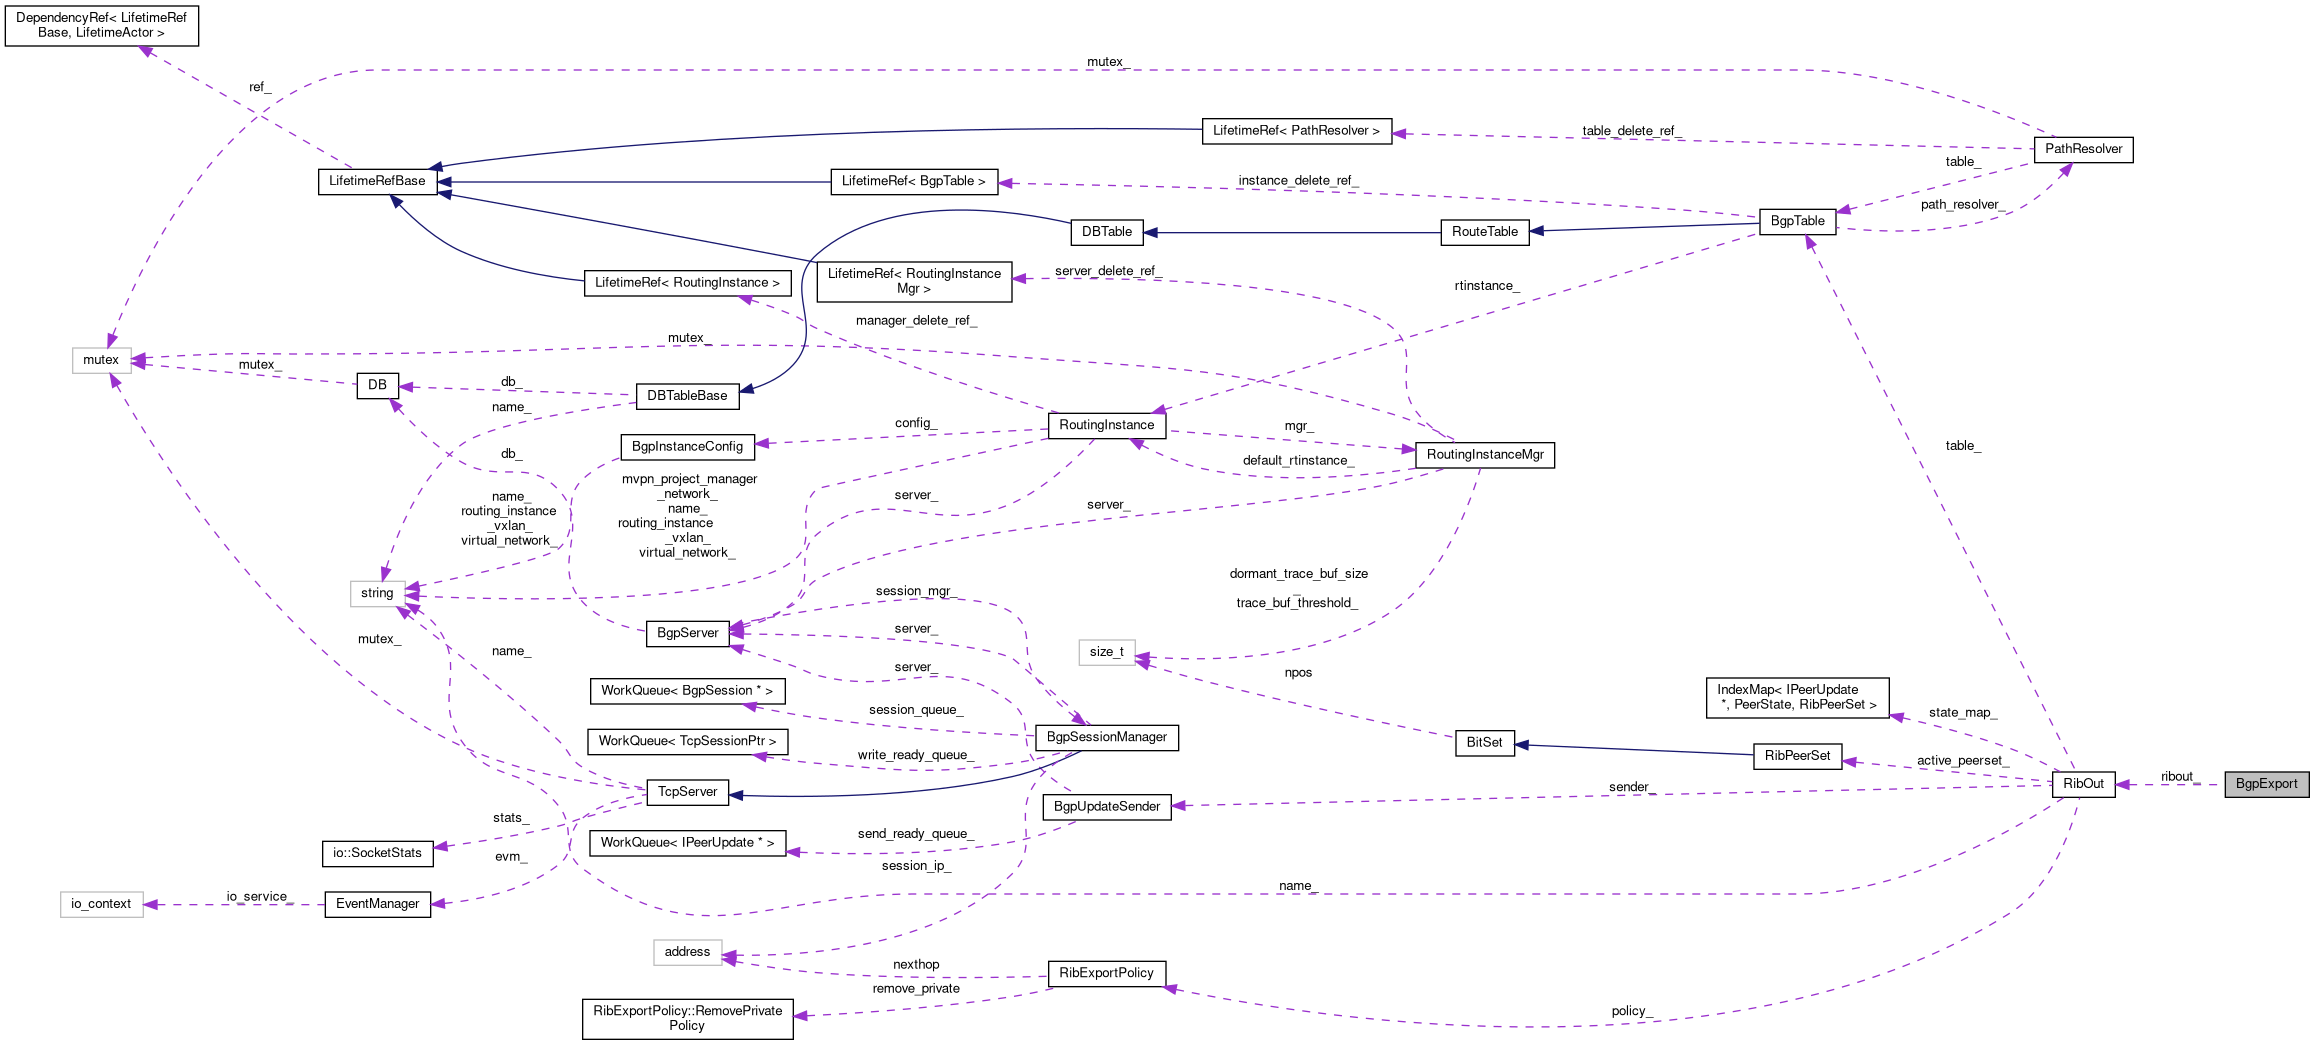 DependencyRef< LifetimeRef
Base, LifetimeActor >
mutex_
ref_
LifetimeRef< PathResolver >
table_delete_ref_
PathResolver
LifetimeRefBase
LifetimeRef< BgpTable >
instance_delete_ref_
table_
path_resolver_
BgpTable
DBTable
RouteTable
LifetimeRef< RoutingInstance >
LifetimeRef< RoutingInstance
Mgr >
server_delete_ref_
rtinstance_
manager_delete_ref_
mutex_
mutex
mutex_
DB
db_
DBTableBase
name_
RoutingInstance
config_
BgpInstanceConfig
mgr_
RoutingInstanceMgr
default_rtinstance_
table_
db_
mvpn_project_manager
_network_
name_
routing_instance
_vxlan_
virtual_network_
name_
routing_instance
_vxlan_
virtual_network_
server_
server_
string
dormant_trace_buf_size
_
trace_buf_threshold_
session_mgr_
BgpServer
server_
mutex_
name_
server_
size_t
npos
WorkQueue< BgpSession * >
session_queue_
IndexMap< IPeerUpdate
*, PeerState, RibPeerSet >
state_map_
WorkQueue< TcpSessionPtr >
write_ready_queue_
BgpSessionManager
BitSet
RibPeerSet
active_peerset_
RibOut
ribout_
BgpExport
TcpServer
BgpUpdateSender
sender_
stats_
io::SocketStats
WorkQueue< IPeerUpdate * >
send_ready_queue_
evm_
session_ip_
name_
io_context
io_service_
EventManager
address
nexthop
RibExportPolicy
remove_private
RibExportPolicy::RemovePrivate
Policy
policy_